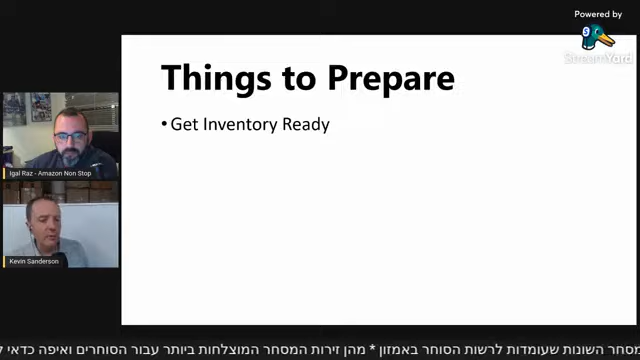 Powered by
StreamYard
Things to Prepare
• Get Inventory Ready
Igal Raz - Amazon Non Stop
Kevin Sanderson
מסחר השונות שעומדות לרשות הסוחר באמזון * מהן זירות המסחר המוצלחות ביותר עבור הסוחרים ואיפה כדאי